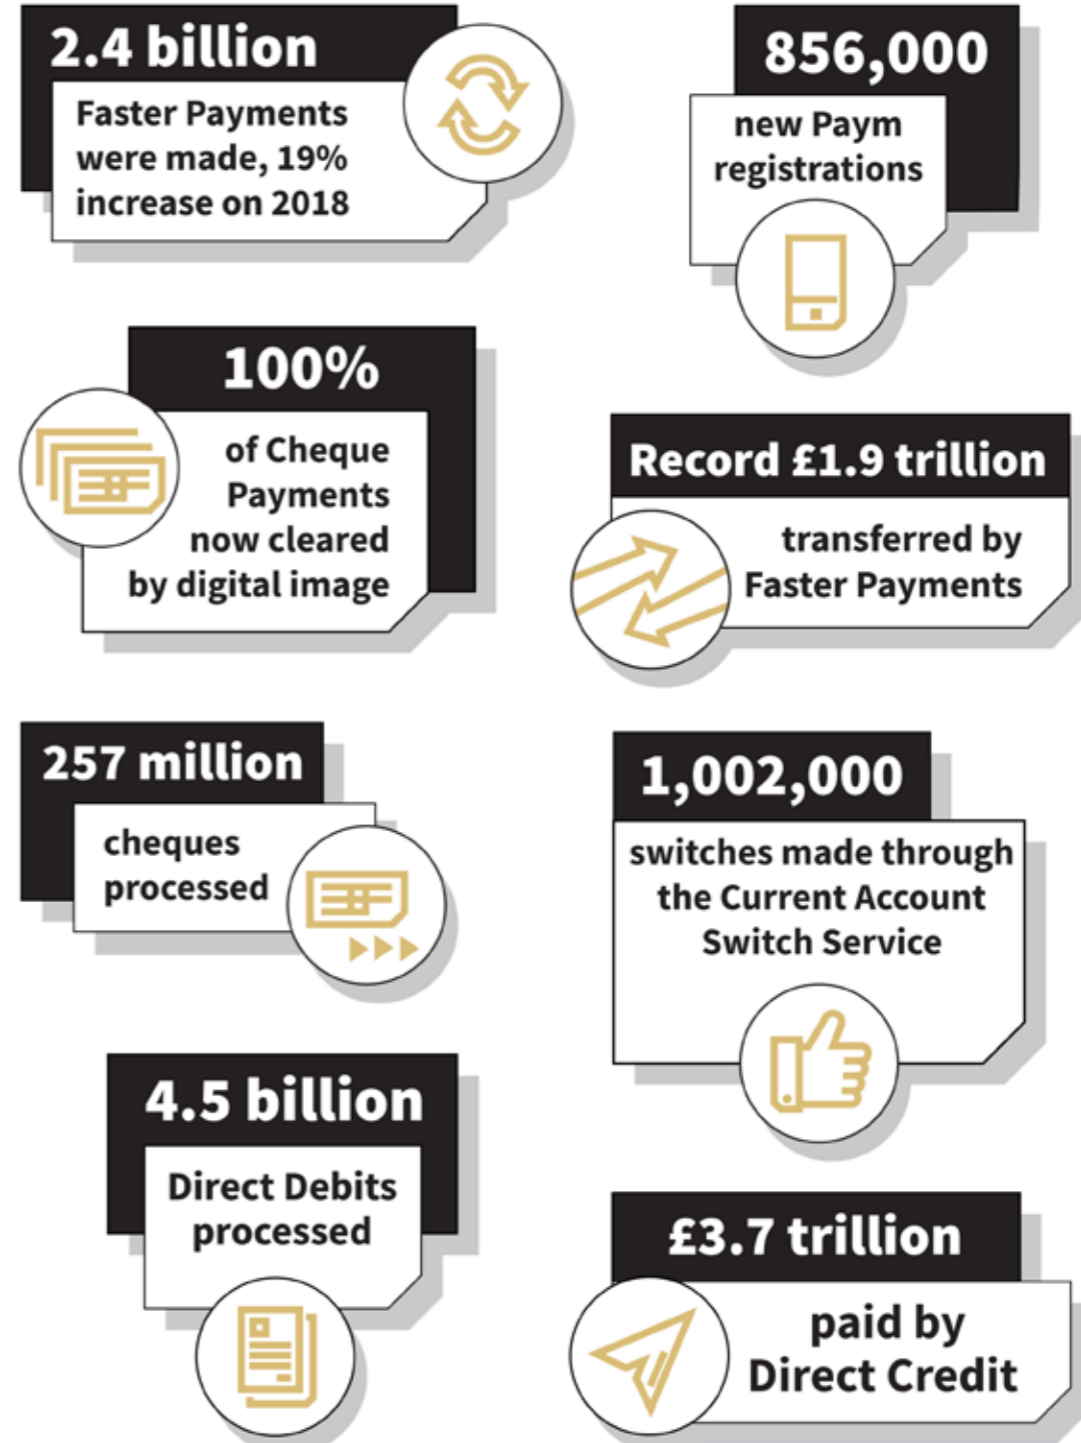 2.4 billion
Faster Payments
were made, 19%
increase on 2018
856,000
new Paym
registrations
100%
of Cheque
Payments
now cleared
by digital image
Record £1.9 trillion
transferred by
Faster Payments
257 million
cheques
processed
1,002,000
switches made through
the Current Account
Switch Service
4.5 billion
Direct Debits
processed
£3.7 trillion
paid by
Direct Credit